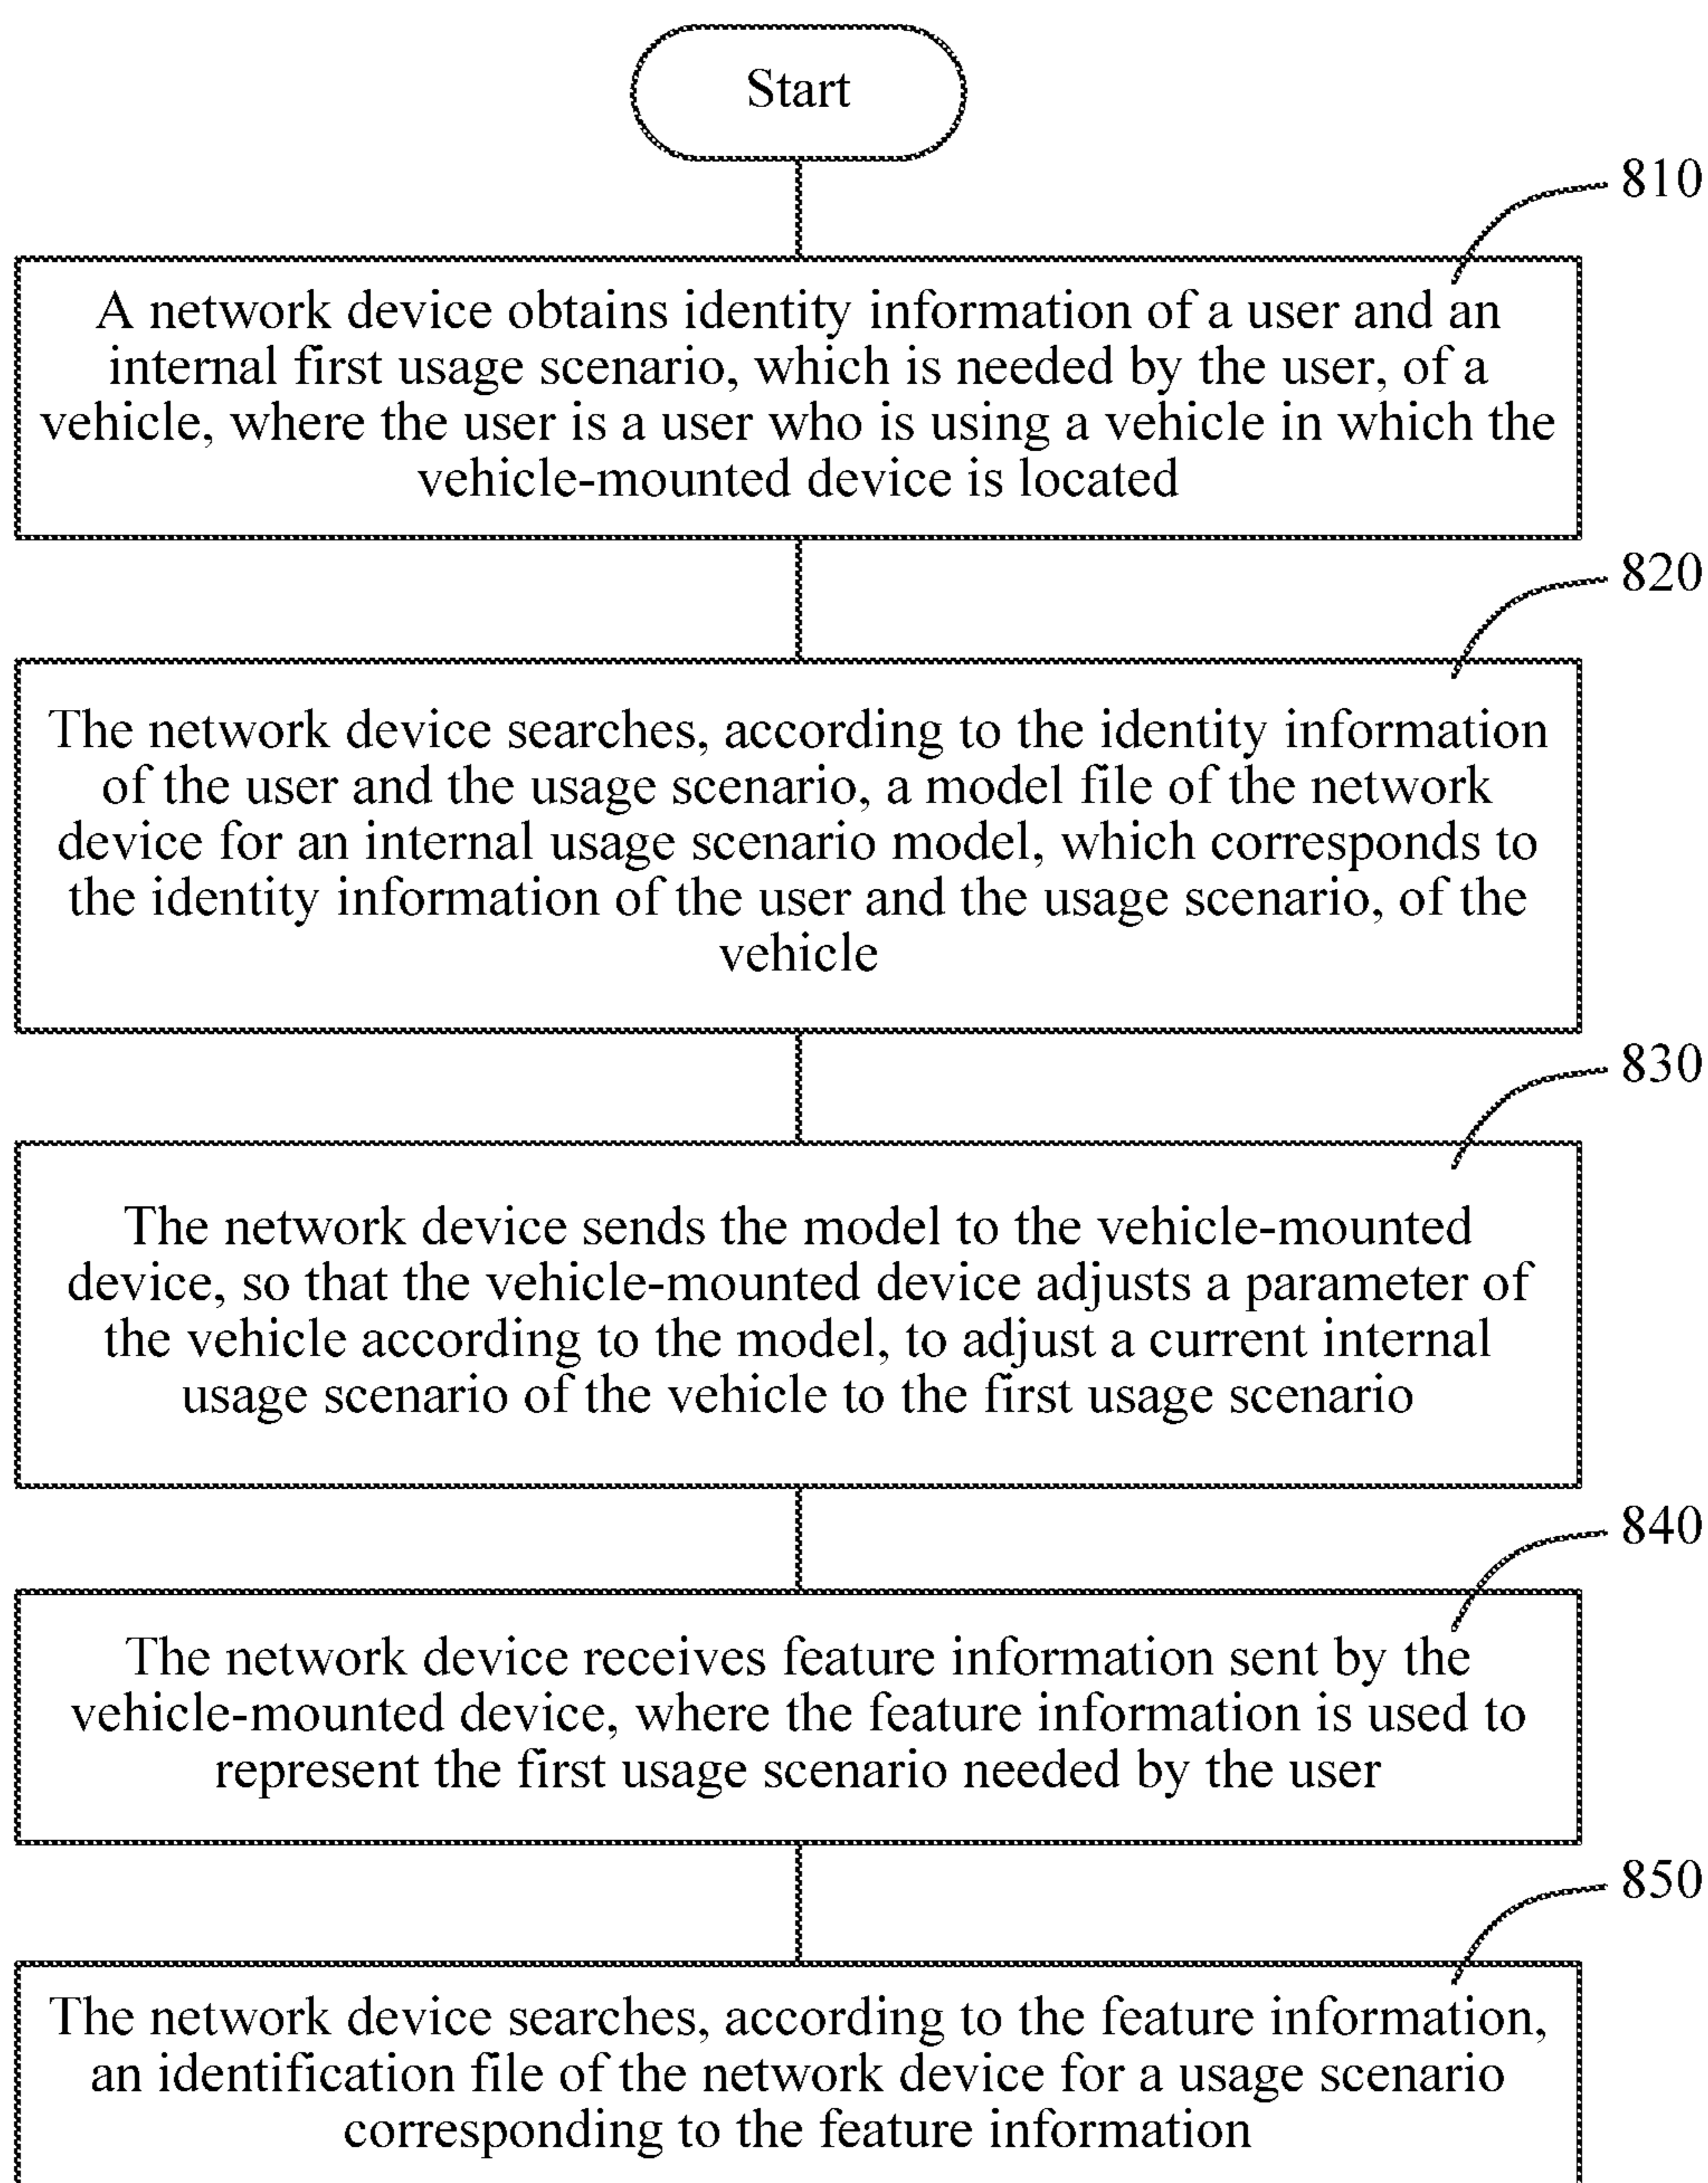 Start
810
A network device obtains identity information of a user and an
internal first usage scenario, which is needed by the user, of a
vehicle, where the user is a user who is using a vehicle in which the
vehicle-mounted device is located
820
The network device searches, according to the identity information
of the user and the usage scenario, a model file of the network
device for an internal usage scenario model, which corresponds to
the identity information of the user and the usage scenario, of the
vehicle
830
The network device sends the model to the vehicle-mounted
device, so that the vehicle-mounted device adjusts a parameter of
the vehicle according to the model, to adjust a current internal
usage scenario of the vehicle to the first usage scenario
840
The network device receives feature information sent by the
vehicle-mounted device, where the feature information is used to
represent the first usage scenario needed by the user
850
The network device searches, according to the feature information,
an identification file of the network device for a usage scenario
corresponding to the feature information